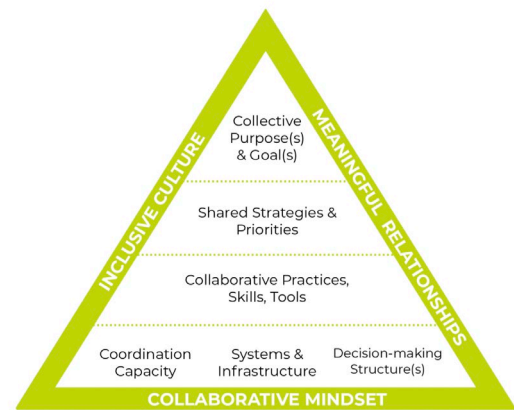 Collective
Purpose(s)
& Goal(s)
INCLUSIVE CULTURE
MEANINGFUL RELATIONSHIPS
Shared Strategies &
Priorities
Collaborative Practices,
Skills, Tools
Coordination
Capacity
Systems &
Infrastructure
Decision-making
Structure(s)
COLLABORATIVE MINDSET